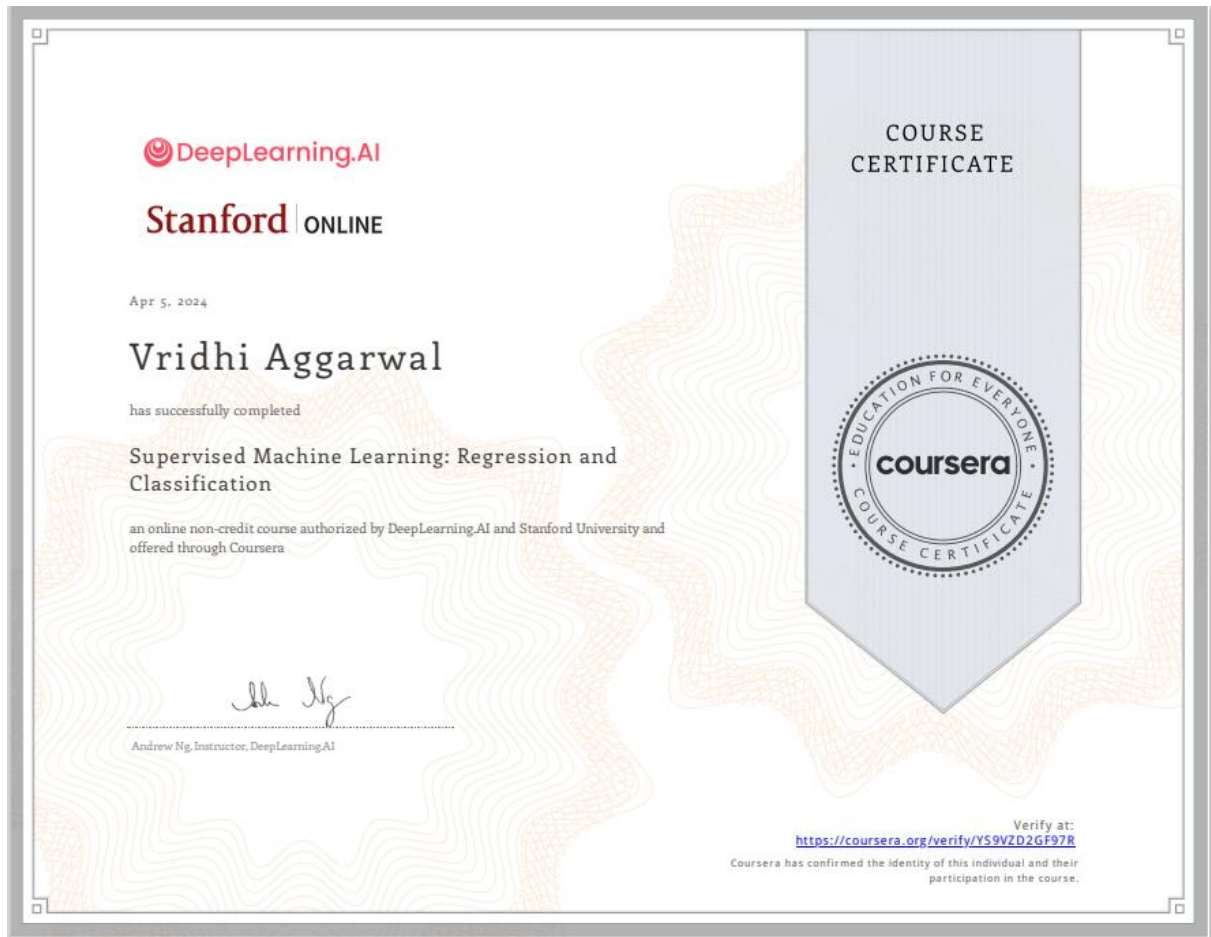 DeepLearning.AI
Stanford ONLINE
Apr 5, 2024
Vridhi Aggarwal
has successfully completed
Supervised Machine Learning: Regression and
Classification
an online non-credit course authorized by DeepLearning.AI and Stanford University and
offered through Coursera
Andrew Ng, Instructor, DeepLearning.AI
COURSE
CERTIFICATE
EDUCATION FOR EVERYONE
coursera
COURSE CERTIFICATE
Verify at:
https://coursera.org/verify/YS9VZD2GF97R
Coursera has confirmed the identity of this individual and their
participation in the course.